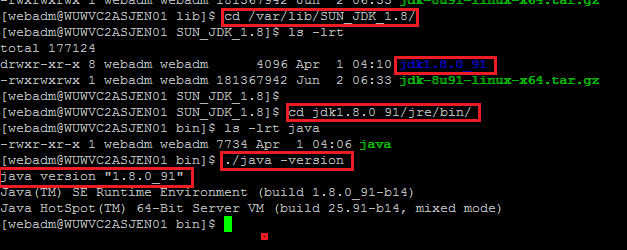 -rwxrwxrwx 1 webadm webadm 181367942 Jun  2 06:33 jdk-8u91-linux-x64.tar.gz
[webadm@WUWVC2ASJEN01 lib]$ cd /var/lib/SUN_JDK_1.8/
[webadm@WUWVC2ASJEN01 SUN_JDK_1.8]$ ls -lrt
total 177124
drwxr-xr-x 8 webadm webadm      4096 Apr  1 04:10 jdk1.8.0_91
-rwxrwxrwx 1 webadm webadm 181367942 Jun  2 06:33 jdk-8u91-linux-x64.tar.gz
[webadm@WUWVC2ASJEN01 SUN_JDK_1.8]$
[webadm@WUWVC2ASJEN01 SUN_JDK_1.8]$ cd jdk1.8.0_91/jre/bin/
[webadm@WUWVC2ASJEN01 bin]$ ls -lrt java
-rwxr-xr-x 1 webadm webadm 7734 Apr  1 04:06 java
[webadm@WUWVC2ASJEN01 bin]$ ./java -version
java version "1.8.0_91"
Java(TM) SE Runtime Environment (build 1.8.0_91-b14)
Java HotSpot(TM) 64-Bit Server VM (build 25.91-b14, mixed mode)
[webadm@WUWVC2ASJEN01 bin]$